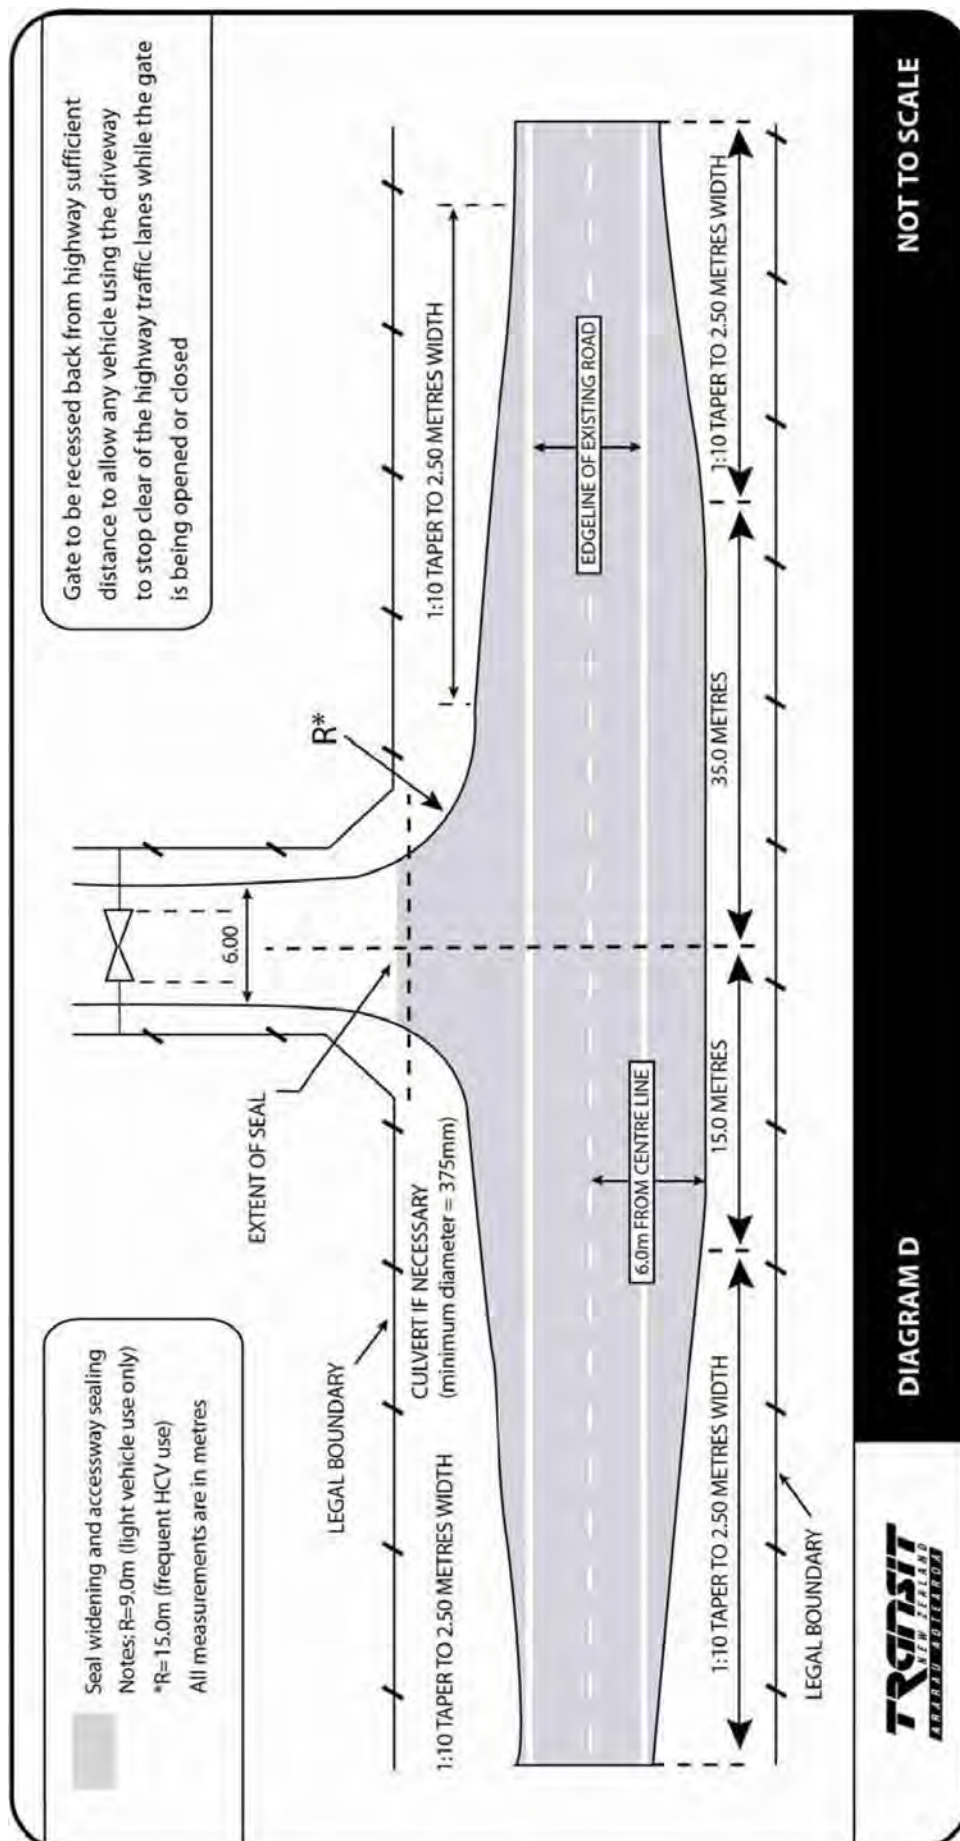 Gate to be recessed back from highway sufficient
distance to allow any vehicle using the driveway
to stop clear of the highway traffic lanes while the gate
is being opened or closed
Seal widening and accessway sealing
Notes: R=9.0m (light vehicle use only)
*R=15.0m (frequent HCV use)
All measurements are in metres
6.00
R*
EXTENT OF SEAL
LEGAL BOUNDARY
CULVERT IF NECESSARY
(minimum diameter = 375mm)
1:10 TAPER TO 2.50 METRES WIDTH
1:10 TAPER TO 2.50 METRES WIDTH
EDGELINE OF EXISTING ROAD
6.0m FROM CENTRE LINE
1:10 TAPER TO 2.50 METRES WIDTH
15.0 METRES
35.0 METRES
1:10 TAPER TO 2.50 METRES WIDTH
LEGAL BOUNDARY
TRANSIT
NEW ZEALAND
ARARAU AOTEAROA
DIAGRAM D
NOT TO SCALE